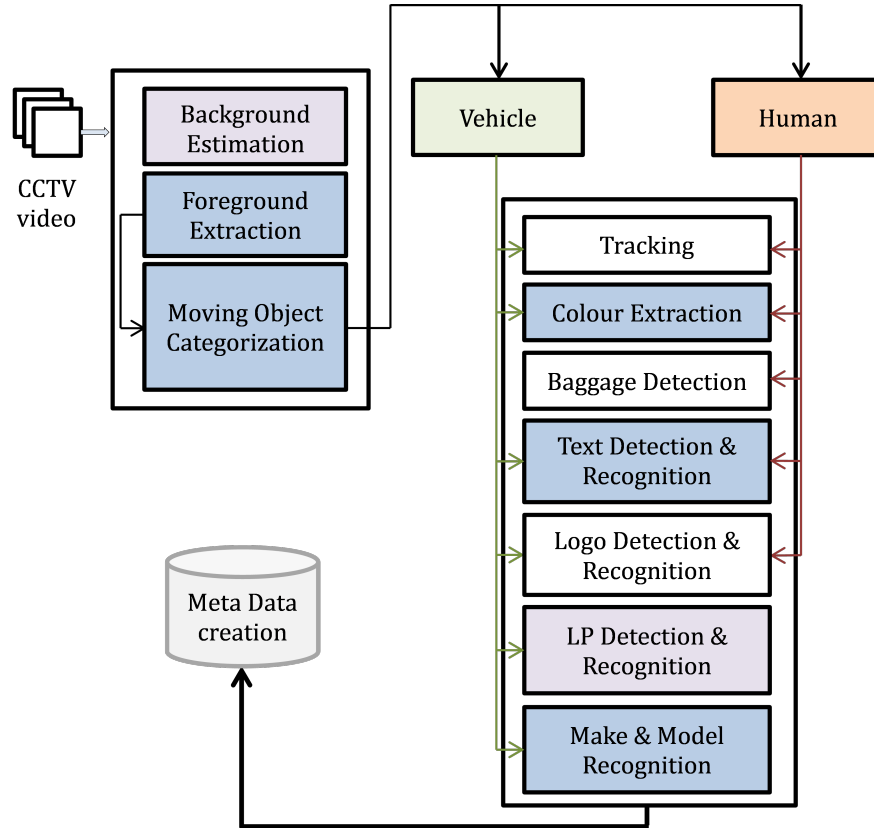 CCTV
video
Background
Estimation
Foreground
Extraction
Moving Object
Categorization
Vehicle
Human
Tracking
Colour Extraction
Baggage Detection
Text Detection &
Recognition
Logo Detection &
Recognition
LP Detection &
Recognition
Make & Model
Recognition
Meta Data
creation